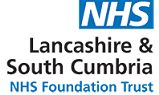 NHS
Lancashire &
South Cumbria
NHS Foundation Trust